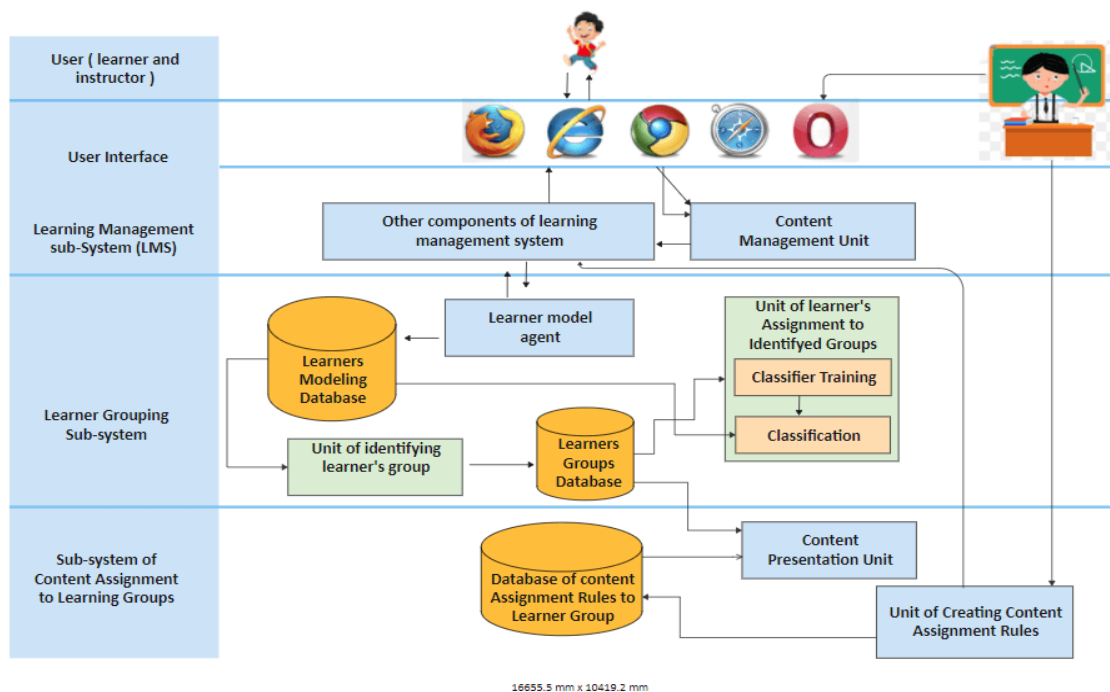 User ( learner and
instructor )
User Interface
Learning Management
sub-System (LMS)
Other components of learning
management system
Content
Management Unit
Learner Grouping
Sub-system
Learners
Modeling
Database
Learner model
agent
Unit of learner's
Assignment to
Identifyed Groups
Classifier Training
Classification
Unit of identifying
learner's group
Learners
Groups
Database
Sub-system of
Content Assignment
to Learning Groups
Database of content
Assignment Rules to
Learner Group
Content
Presentation Unit
Unit of Creating Content
Assignment Rules
16655.5 mm x 10419.2 mm